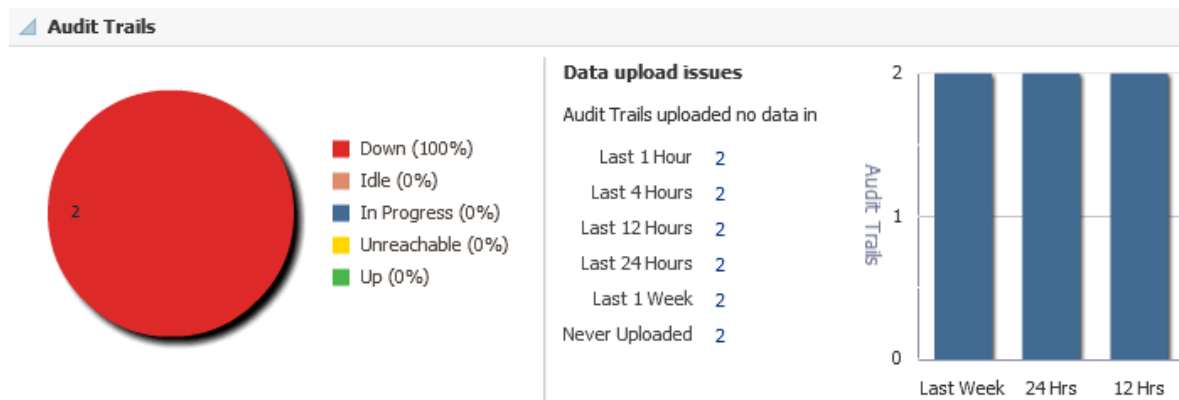 Audit Trails
2
Down (100%)
Idle (0%)
In Progress (0%)
Unreachable (0%)
Up (0%)
Data upload issues
Audit Trails uploaded no data in
Last 1 Hour 2
Last 4 Hours 2
Last 12 Hours 2
Last 24 Hours 2
Last 1 Week 2
Never Uploaded 2
Audit Trails
2
1
0
Last Week 24 Hrs 12 Hrs